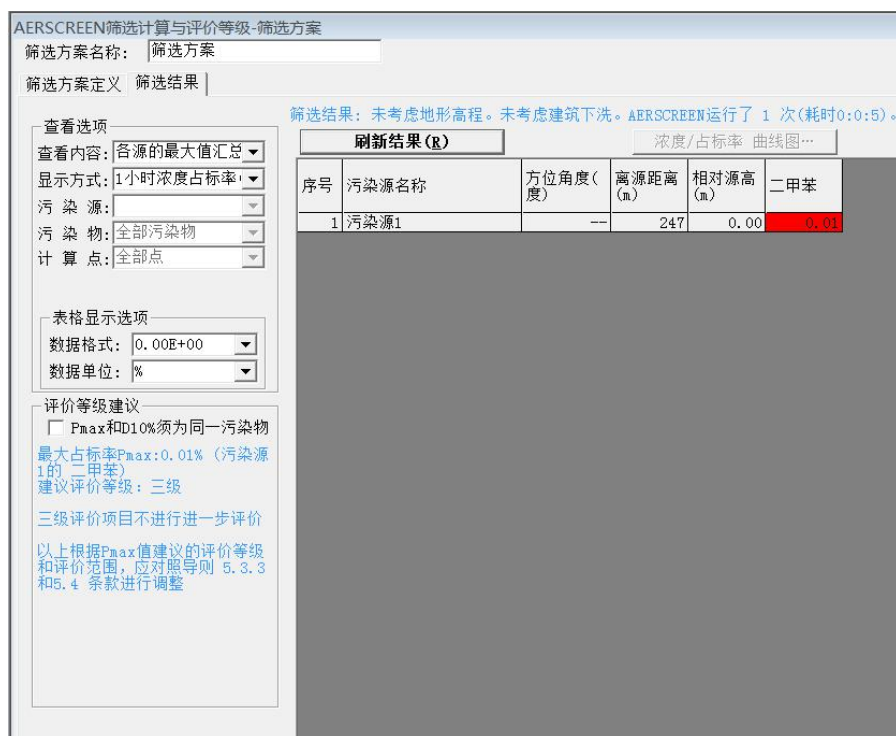 AERSCREEN筛选计算与评价等级-筛选方案
筛选方案名称: 筛选方案
筛选方案定义 筛选结果
筛选结果: 未考虑地形高程。未考虑建筑下洗。AERSCREEN运行了 1 次(耗时0:0:5)。
查看选项
查看内容: 各源的最大值汇总
显示方式: 1小时浓度占标率
污 染 源:
污 染 物: 全部污染物
计 算 点: 全部点
表格显示选项
数据格式: 0.00E+00
数据单位: %
评价等级建议
Pmax和D10%须为同一污染物
最大占标率Pmax:0.01% (污染源
1的 二甲苯)
建议评价等级: 三级
三级评价项目不进行进一步评价
以上根据Pmax值建议的评价等级
和评价范围, 应对照导则 5.3.3
和5.4 条款进行调整
刷新结果(R) 浓度/占标率 曲线图…
序号 污染源名称 方位角度(度) 离源距离(m) 相对源高(m) 二甲苯
1 污染源1 -- 247 0.00 0.01